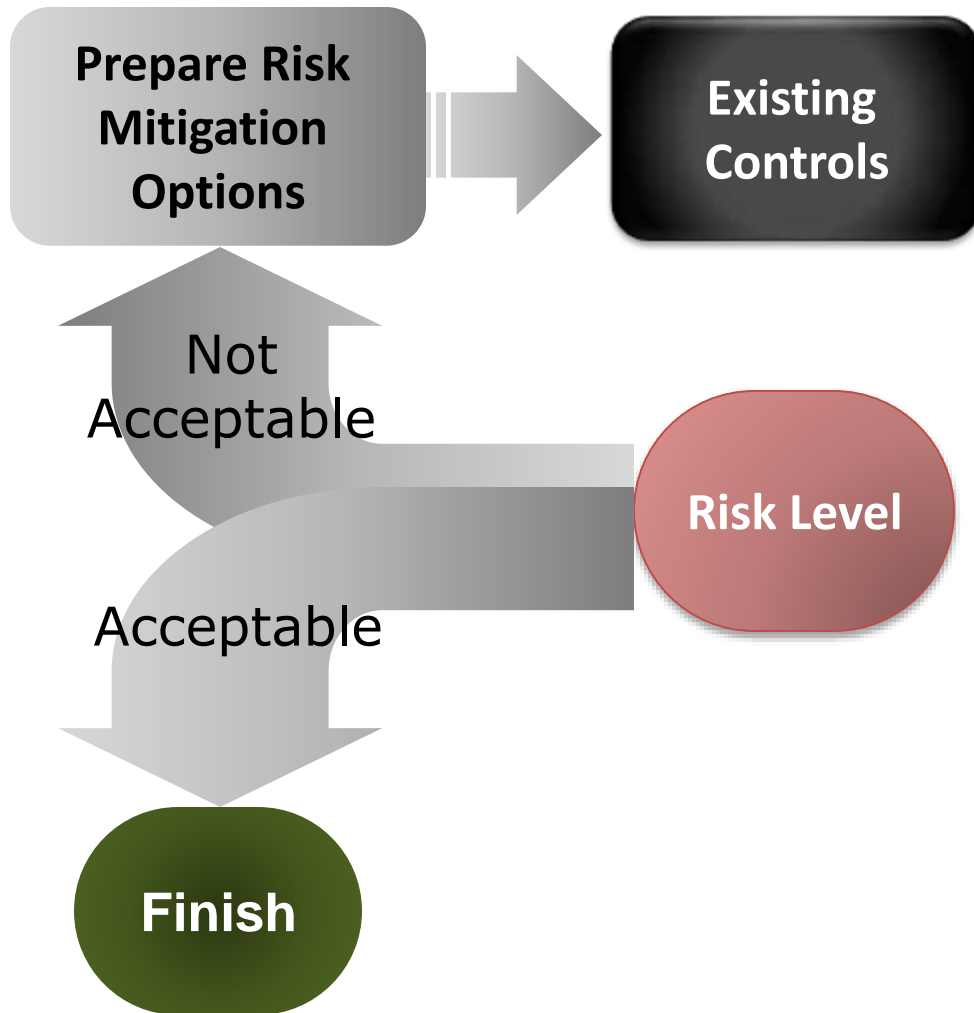 Prepare Risk
Mitigation
Options
Existing
Controls
Not
Acceptable
Risk Level
Acceptable
Finish